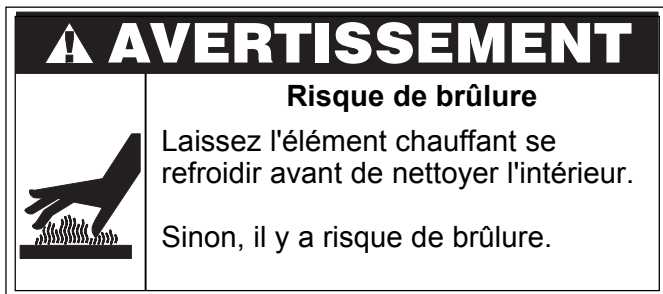 AVERTISSEMENT
Risque de brûlure
Laissez l'élément chauffant se
refroidir avant de nettoyer l'intérieur.
Sinon, il y a risque de brûlure.